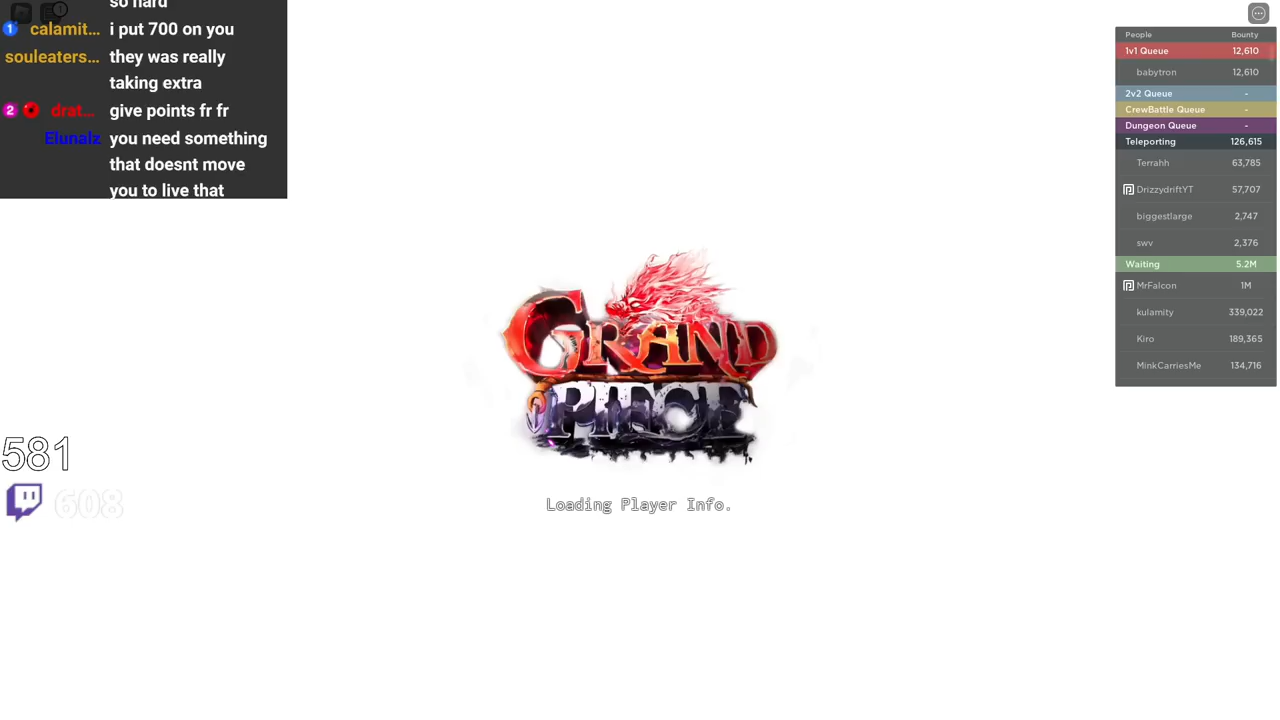 so hard
1 calamit... i put 700 on you
souleaters... they was really
taking extra
2 drat... give points fr fr
Elunalz you need something
that doesnt move
you to live that
1
581
608
GRAND
PIECE
Loading Player Info.
People Bounty
1v1 Queue 12,610
babytron 12,610
2v2 Queue -
CrewBattle Queue -
Dungeon Queue -
Teleporting 126,615
Terrahh 63,785
DrizzydriftYT 57,707
biggestlarge 2,747
swv 2,376
Waiting 5.2M
MrFalcon 1M
kulamity 339,022
Kiro 189,365
MinkCarriesMe 134,716